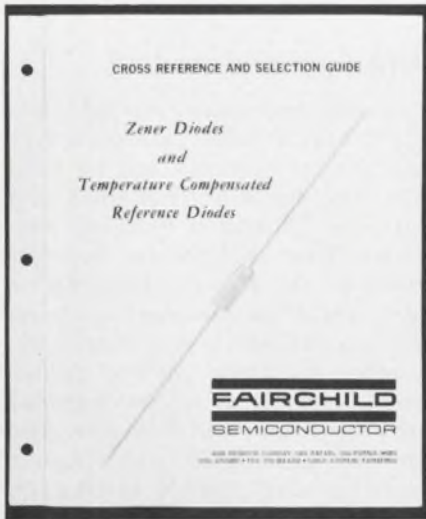 CROSS REFERENCE AND SELECTION GUIDE
Zener Diodes
and
Temperature Compensated
Reference Diodes
FAIRCHILD
SEMICONDUCTOR